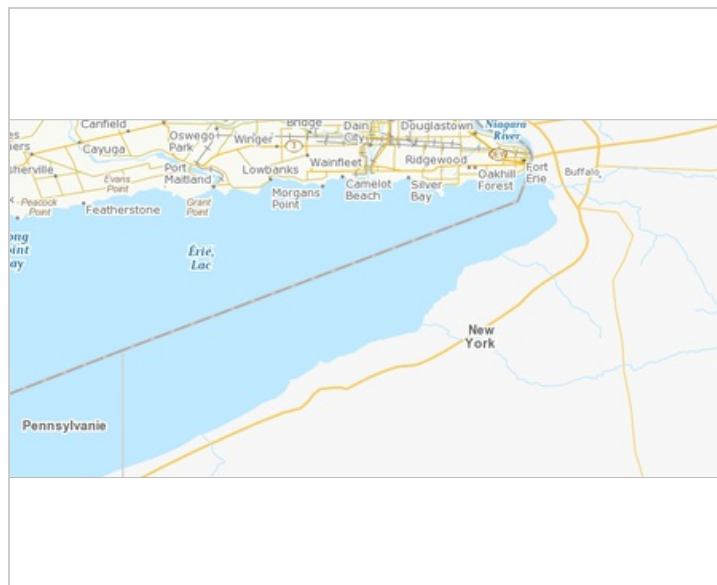 Canfield
Cayuga
Oswego
Park
Winger
Bridge
3
Dain
City
Douglastown
Niagara
River
Wainfleet
Ridgewood
Lowbanks
Port
Maitland
Evans
Point
Peacock
Point
Featherstone
Grant
Point
Morgans
Point
Camelot
Beach
Silver
Bay
Oakhill
Forest
Fort
Erie
Buffalo
Érié,
Lac
New
York
Pennsylvanie